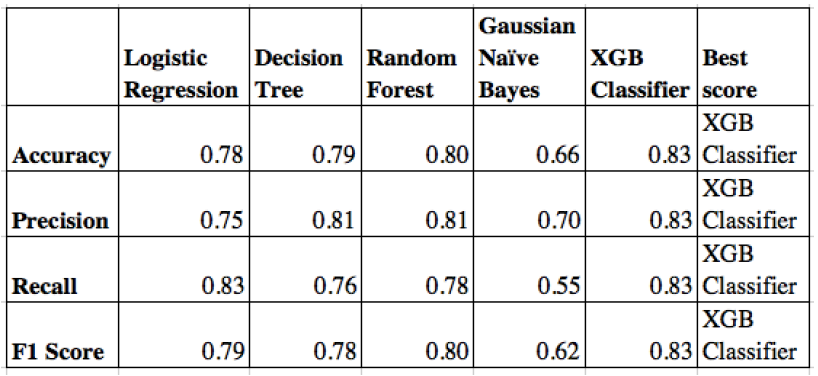 Logistic Regression Decision Tree Random Forest Gaussian Naïve Bayes XGB Classifier Best score
Accuracy 0.78 0.79 0.80 0.66 0.83 XGB Classifier
Precision 0.75 0.81 0.81 0.70 0.83 XGB Classifier
Recall 0.83 0.76 0.78 0.55 0.83 XGB Classifier
F1 Score 0.79 0.78 0.80 0.62 0.83 XGB Classifier